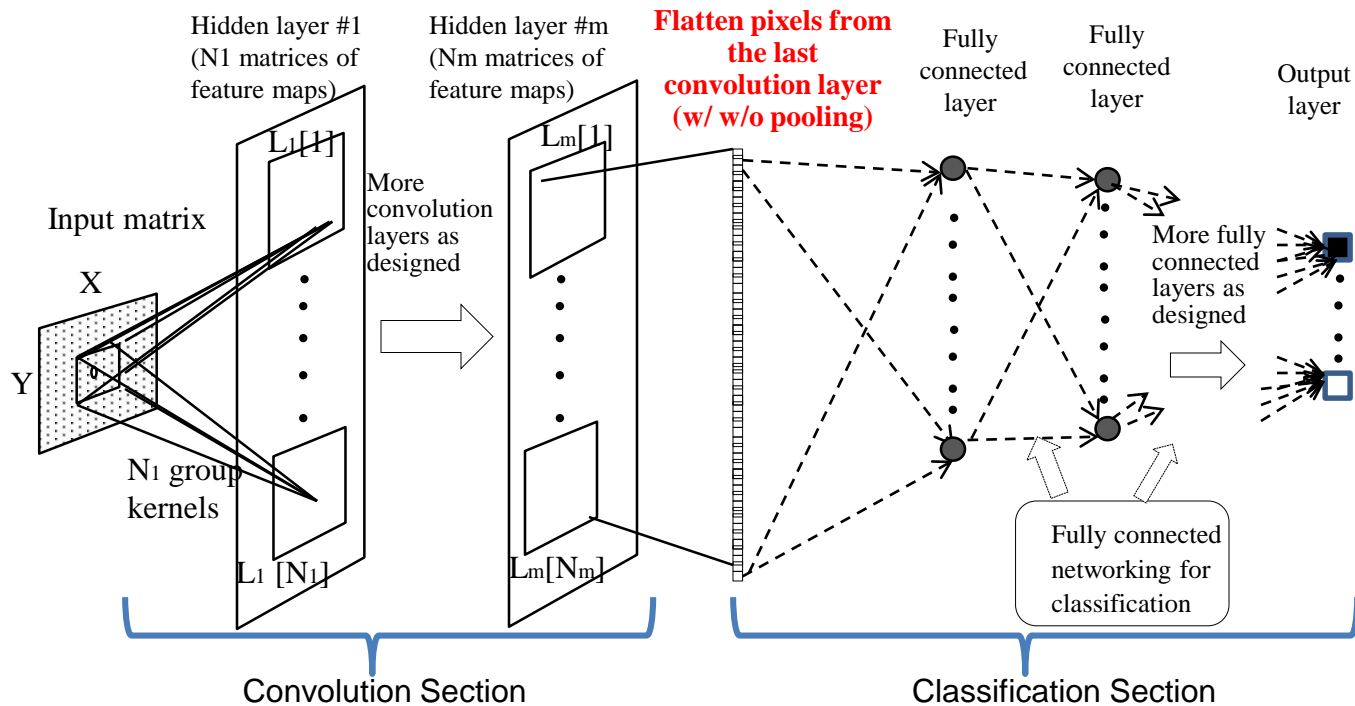 Hidden layer #1
(N1 matrices of
feature maps)
Hidden layer #m
(Nm matrices of
feature maps)
Flatten pixels from
the last
convolution layer
(w/ w/o pooling)
Fully
connected
layer
Fully
connected
layer
Output
layer
L1[1]
Lm[1]
Input matrix
X
Y
More
convolution
layers as
designed
More fully
connected
layers as
designed
N1 group
kernels
L1 [N1]
Lm[Nm]
Fully connected
networking for
classification
Convolution Section
Classification Section